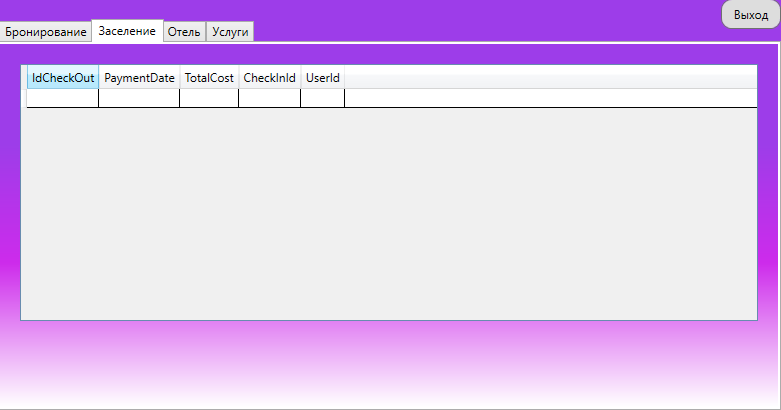 Выход
Бронирование Заселение Отель Услуги
IdCheckOut PaymentDate TotalCost CheckInId UserId